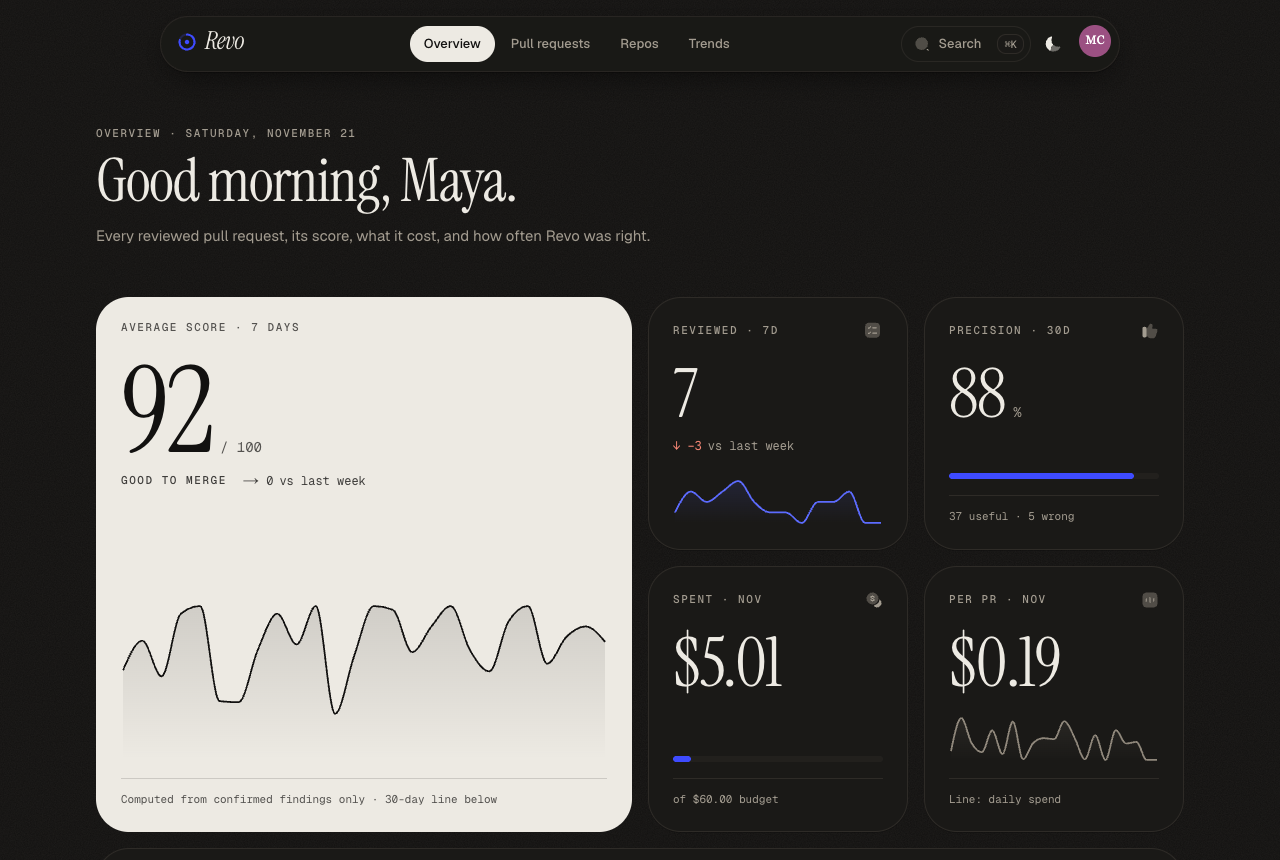 Revo
Overview
Pull requests
Repos
Trends
Search
⌘K
MC
OVERVIEW · SATURDAY, NOVEMBER 21
Good morning, Maya.
Every reviewed pull request, its score, what it cost, and how often Revo was right.
AVERAGE SCORE · 7 DAYS
92 / 100
GOOD TO MERGE → 0 vs last week
Computed from confirmed findings only · 30-day line below
REVIEWED · 7D
7
↓ −3 vs last week
PRECISION · 30D
88 %
37 useful · 5 wrong
SPENT · NOV
$
$5.01
of $60.00 budget
PER PR · NOV
$0.19
Line: daily spend